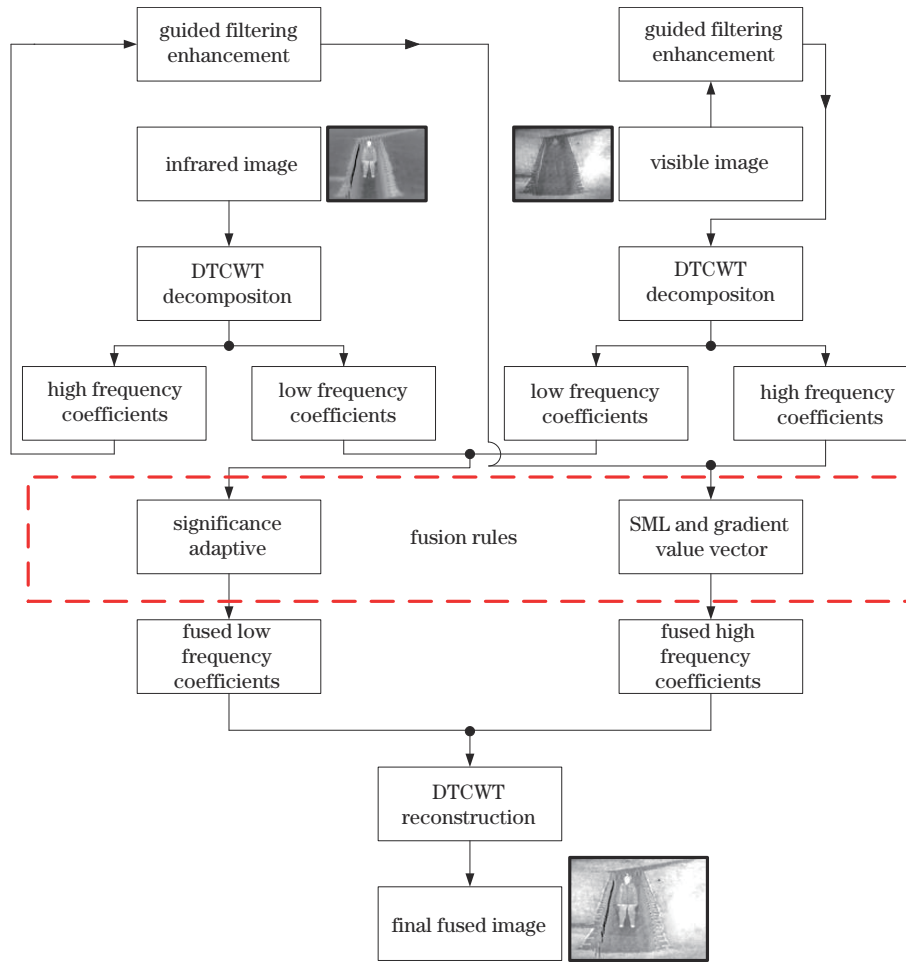 guided filtering
enhancement
guided filtering
enhancement
infrared image
visible image
DTCWT
decompositon
DTCWT
decompositon
high frequency
coefficients
low frequency
coefficients
low frequency
coefficients
high frequency
coefficients
significance
adaptive
fusion rules
SML and gradient
value vector
fused low
frequency
coefficients
fused high
frequency
coefficients
DTCWT
reconstruction
final fused image